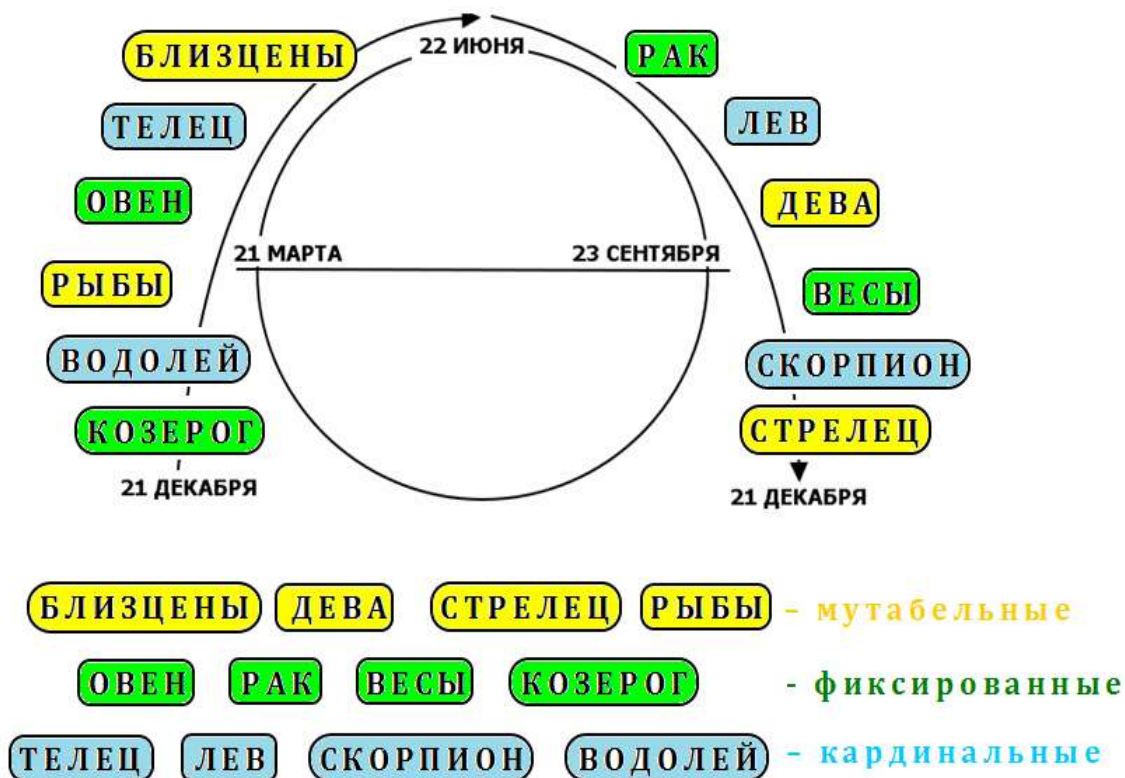 22 ИЮНЯ
БЛИЗЦЕНЫ
РАК
ТЕЛЕЦ
ЛЕВ
ОВЕН
ДЕВА
21 МАРТА
23 СЕНТЯБРЯ
РЫБЫ
ВЕСЫ
ВОДОЛЕЙ
СКОРПИОН
КОЗЕРОГ
СТРЕЛЕЦ
21 ДЕКАБРЯ
21 ДЕКАБРЯ
БЛИЗЦЕНЫ ДЕВА СТРЕЛЕЦ РЫБЫ – мутабельные
ОВЕН РАК ВЕСЫ КОЗЕРОГ - фиксированные
ТЕЛЕЦ ЛЕВ СКОРПИОН ВОДОЛЕЙ – кардинальные